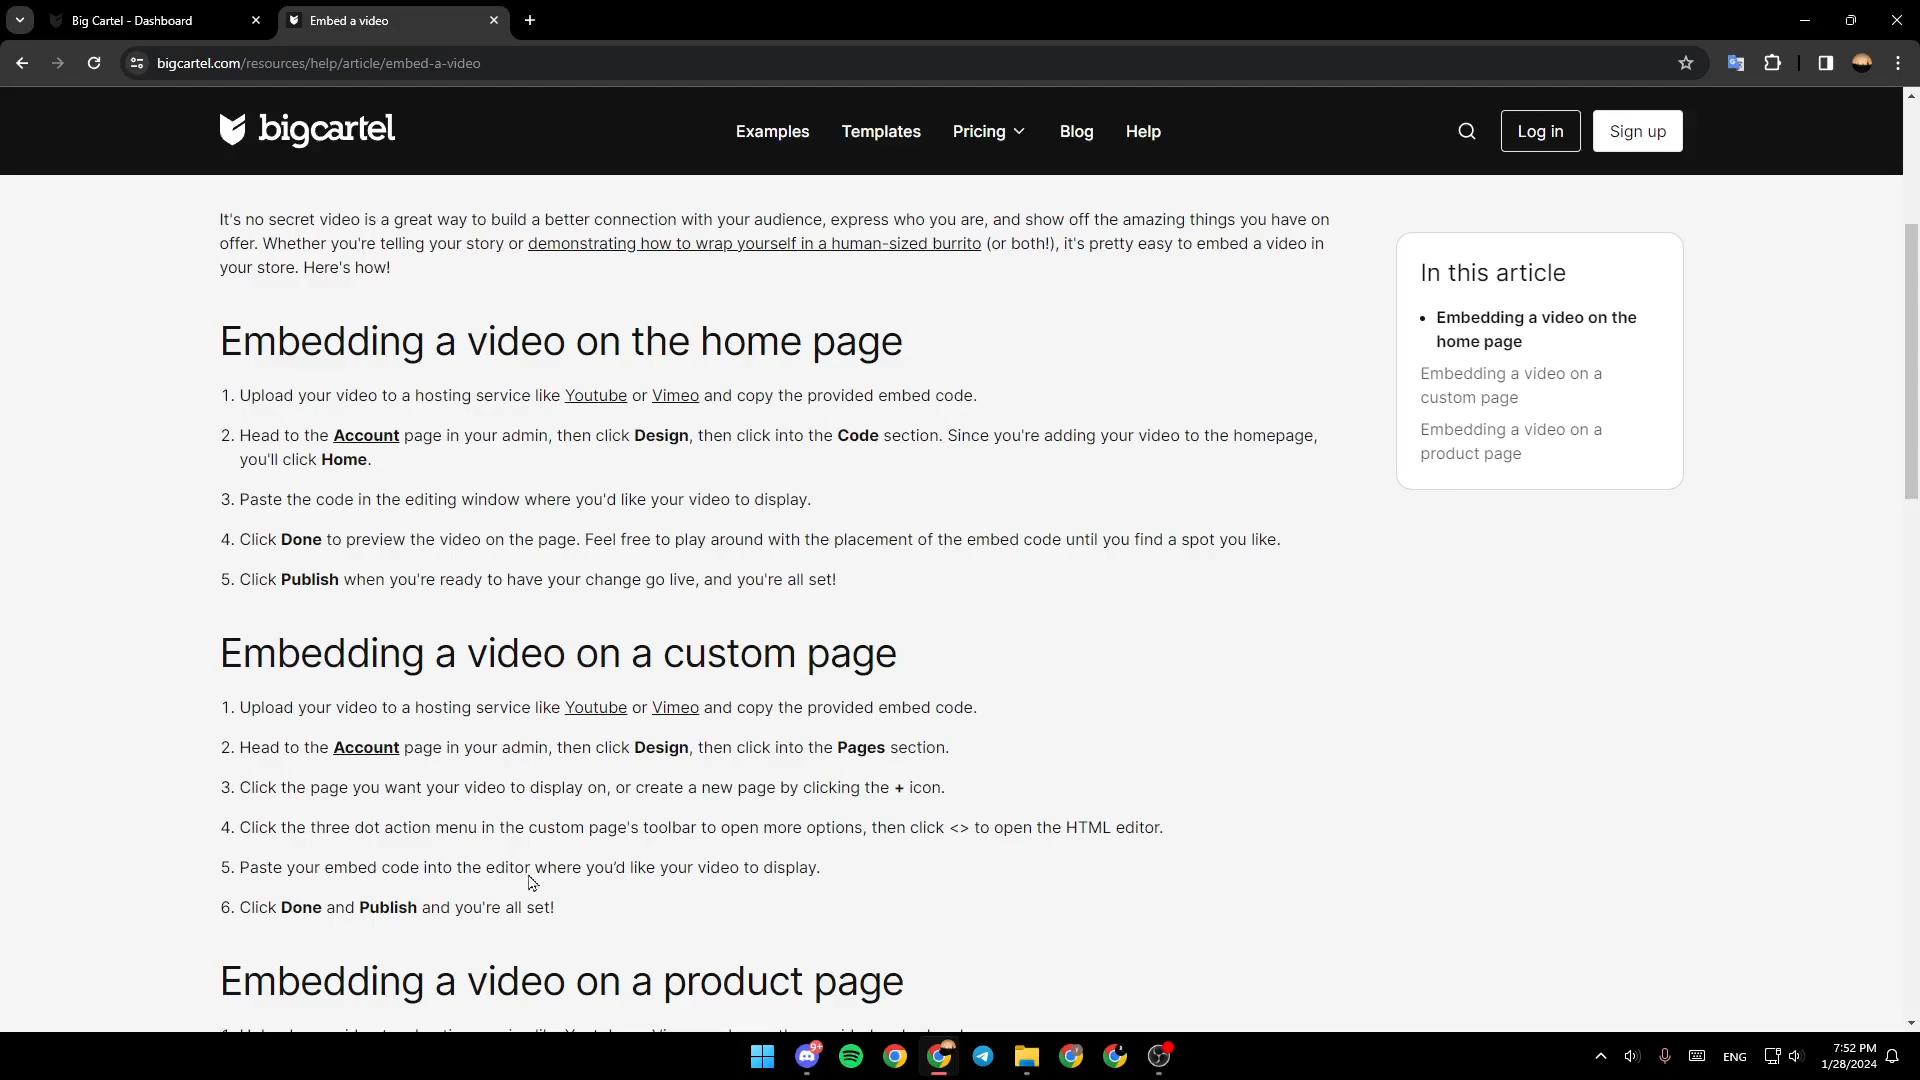 Big Cartel - Dashboard
Embed a video
bigcartel.com/resources/help/article/embed-a-video
bigcartel
Examples
Templates
Pricing
Blog
Help
Log in
Sign up
It's no secret video is a great way to build a better connection with your audience, express who you are, and show off the amazing things you have on
offer. Whether you're telling your story or demonstrating how to wrap yourself in a human-sized burrito (or both!), it's pretty easy to embed a video in
your store. Here's how!
Embedding a video on the home page
1. Upload your video to a hosting service like Youtube or Vimeo and copy the provided embed code.
2. Head to the Account page in your admin, then click Design, then click into the Code section. Since you're adding your video to the homepage,
you'll click Home.
3. Paste the code in the editing window where you'd like your video to display.
4. Click Done to preview the video on the page. Feel free to play around with the placement of the embed code until you find a spot you like.
5. Click Publish when you're ready to have your change go live, and you're all set!
Embedding a video on a custom page
1. Upload your video to a hosting service like Youtube or Vimeo and copy the provided embed code.
2. Head to the Account page in your admin, then click Design, then click into the Pages section.
3. Click the page you want your video to display on, or create a new page by clicking the + icon.
4. Click the three dot action menu in the custom page's toolbar to open more options, then click <> to open the HTML editor.
5. Paste your embed code into the editor where you'd like your video to display.
6. Click Done and Publish and you're all set!
Embedding a video on a product page
In this article
• Embedding a video on the
home page
Embedding a video on a
custom page
Embedding a video on a
product page
9+
ENG
7:52 PM
1/28/2024